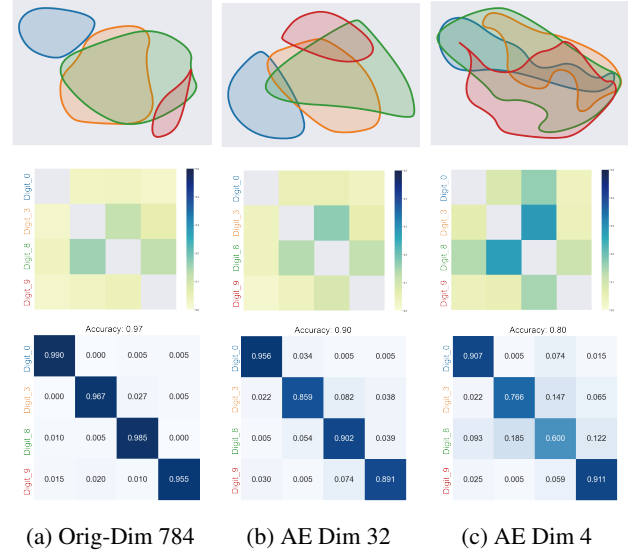 Digit_0
Digit_3
Digit_8
Digit_9
Digit_0
Digit_3
Digit_8
Digit_9
Digit_0
Digit_3
Digit_8
Digit_9
Accuracy: 0.97
Digit_0 0.990 0.000 0.005 0.005
Digit_3 0.000 0.967 0.027 0.005
Digit_8 0.010 0.005 0.985 0.000
Digit_9 0.015 0.020 0.010 0.955
Accuracy: 0.90
Digit_0 0.956 0.034 0.005 0.005
Digit_3 0.022 0.859 0.082 0.038
Digit_8 0.005 0.054 0.902 0.039
Digit_9 0.030 0.005 0.074 0.891
Accuracy: 0.80
Digit_0 0.907 0.005 0.074 0.015
Digit_3 0.022 0.766 0.147 0.065
Digit_8 0.093 0.185 0.600 0.122
Digit_9 0.025 0.005 0.059 0.911
(a) Orig-Dim 784
(b) AE Dim 32
(c) AE Dim 4